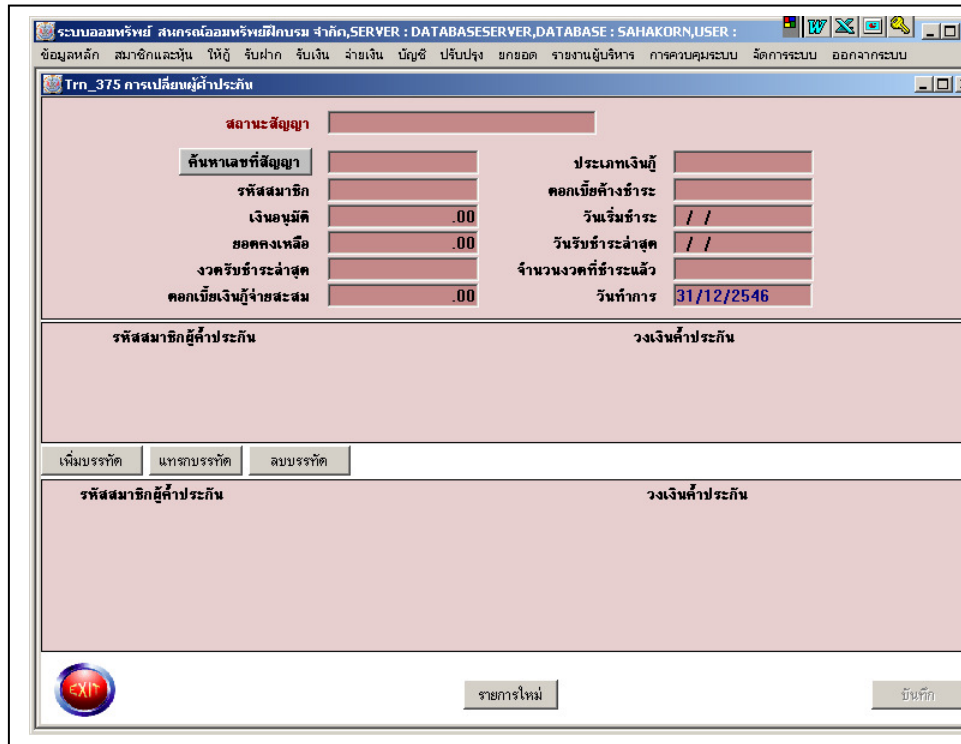 ระบบออมทรัพย์ สหกรณ์ออมทรัพย์ฝึกบรม จำกัด,SERVER : DATABASESERVER,DATABASE : SAHAKORN,USER :
ข้อมูลหลัก สมาชิกและหุ้น ให้กู้ รับฝาก รับเงิน จ่ายเงิน บัญชี ปรับปรุง ยกยอด รายงานผู้บริหาร การควบคุมระบบ จัดการระบบ ออกจากระบบ
Trn_375 การเปลี่ยนผู้ค้ำประกัน
สถานะสัญญา
ค้นหาเลขที่สัญญา ประเภทเงินกู้
รหัสสมาชิก ดอกเบี้ยค้างชำระ
เงินอนุมัติ .00 วันเริ่มชำระ / /
ยอดคงเหลือ .00 วันรับชำระล่าสุด / /
งวดรับชำระล่าสุด จำนวนงวดที่ชำระแล้ว
ดอกเบี้ยเงินกู้จ่ายสะสม .00 วันทำการ 31/12/2546
รหัสสมาชิกผู้ค้ำประกัน วงเงินค้ำประกัน
เพิ่มบรรทัด แทรกบรรทัด ลบบรรทัด
รหัสสมาชิกผู้ค้ำประกัน วงเงินค้ำประกัน
EXIT รายการใหม่ บันทึก